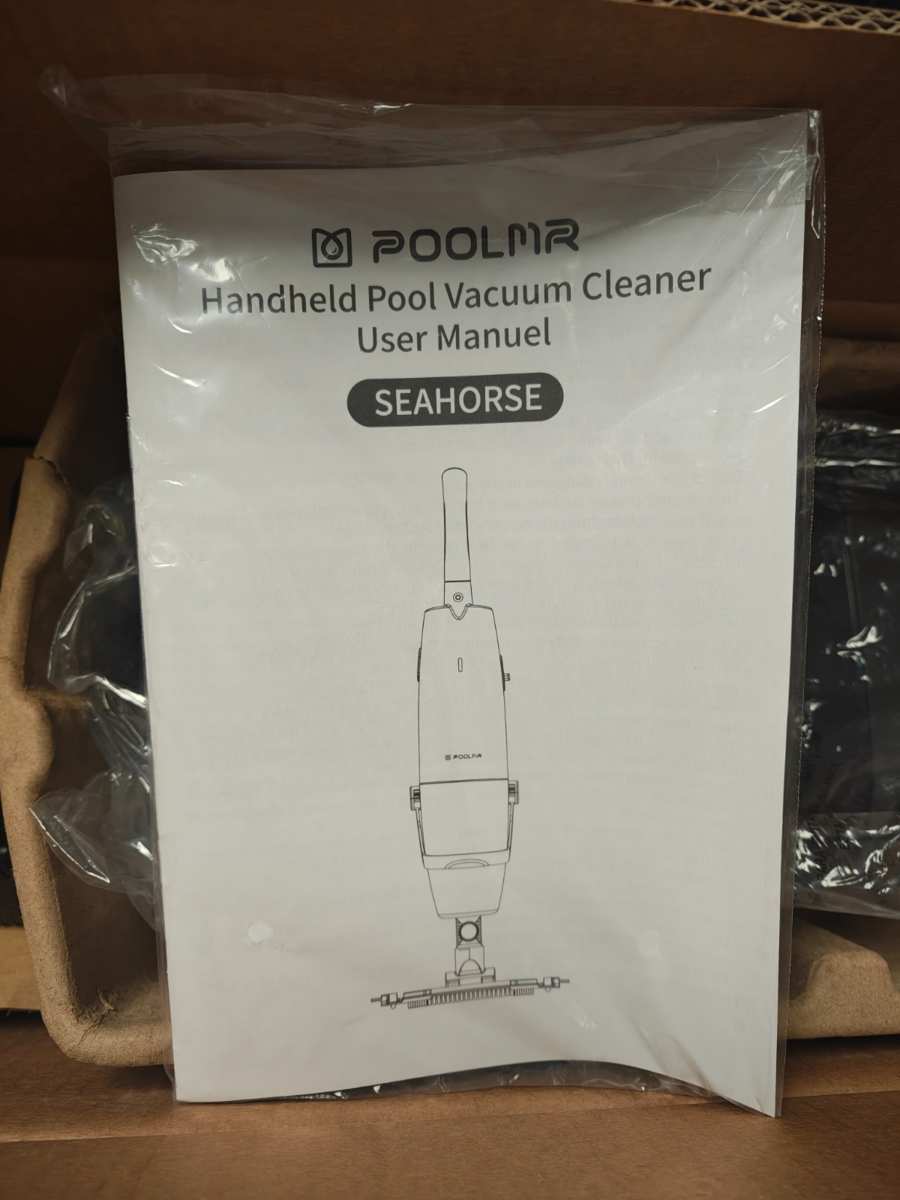 POOLMR
Handheld Pool Vacuum Cleaner
User Manuel
SEAHORSE
POOLMR